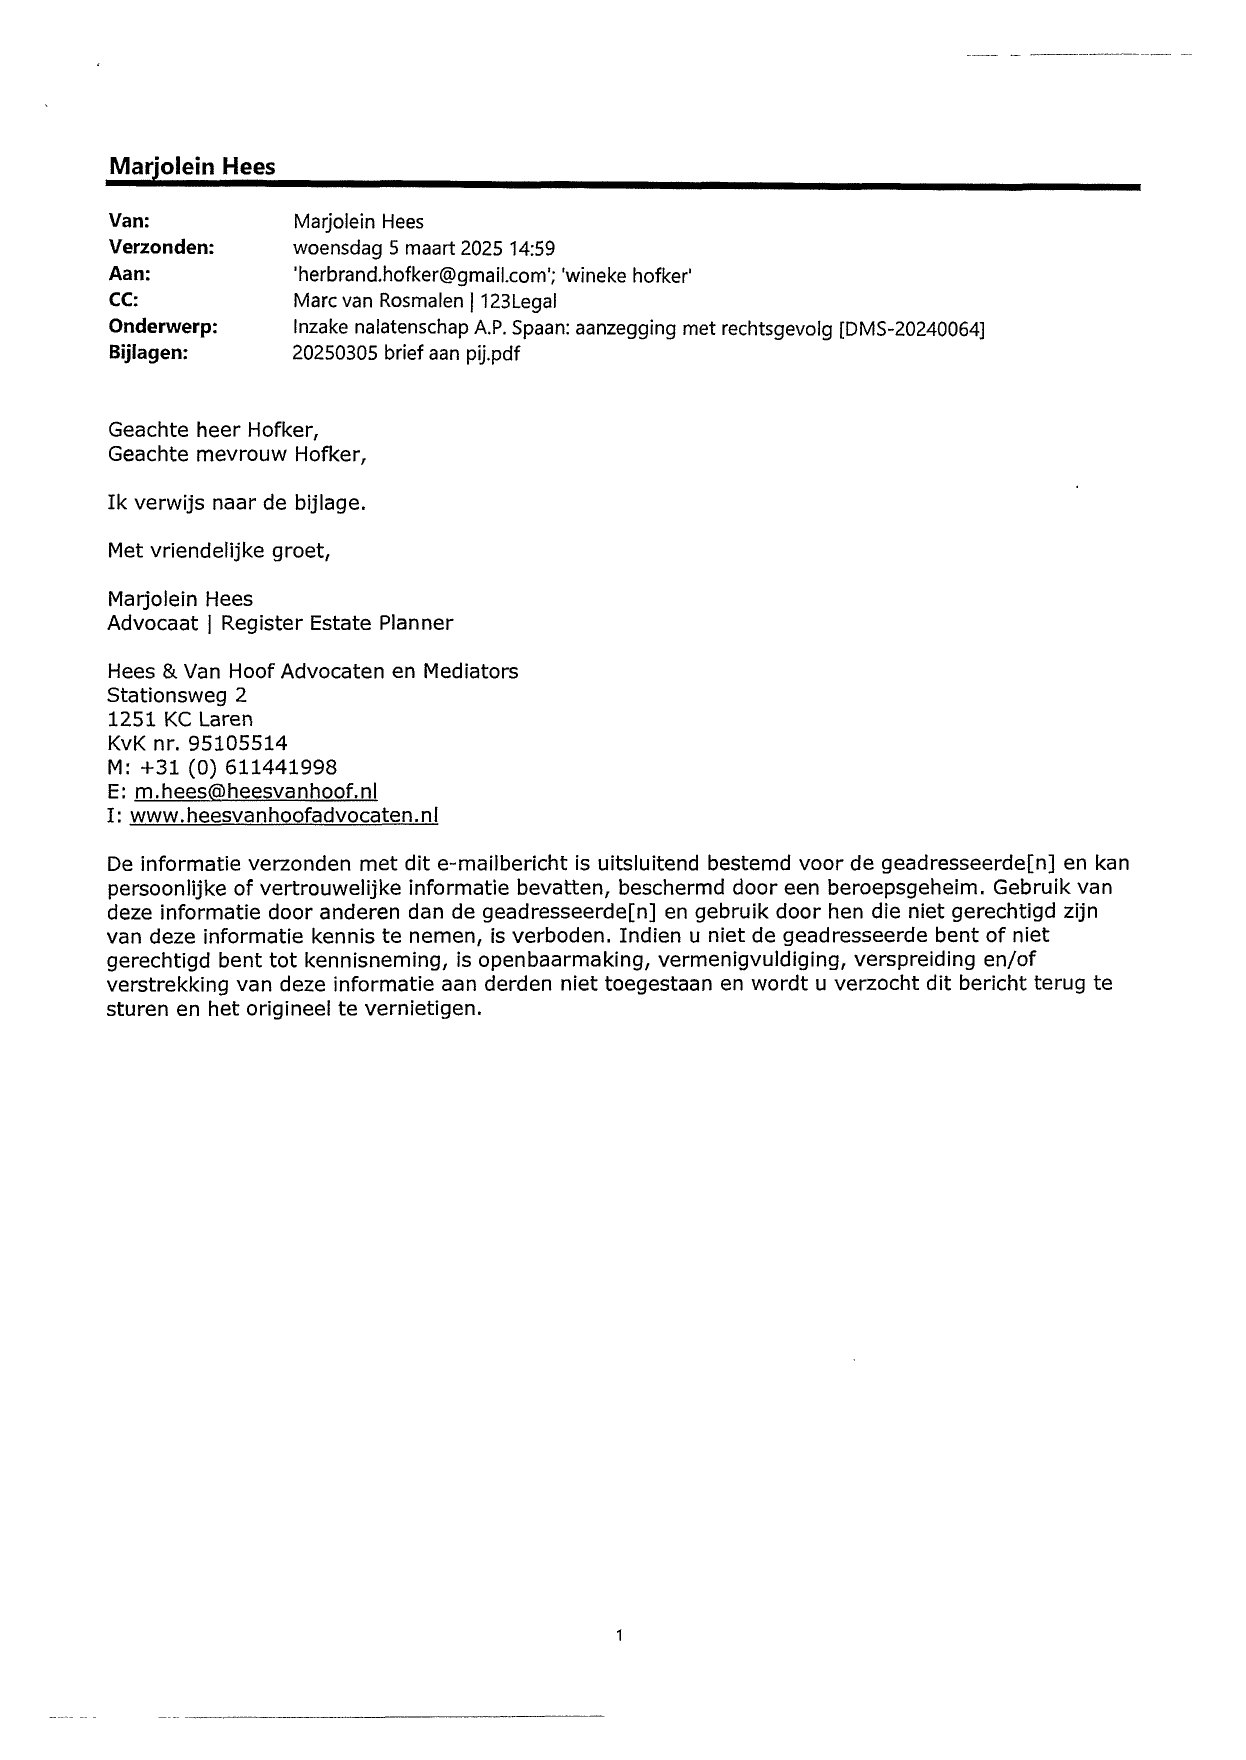 Marjolein Hees
Van: Marjolein Hees
Verzonden: woensdag 5 maart 2025 14:59
Aan: 'herbrand.hofker@gmail.com'; 'wineke hofker'
CC: Marc van Rosmalen | 123Legal
Onderwerp: Inzake nalatenschap A.P. Spaan: aanzegging met rechtsgevolg [DMS-20240064]
Bijlagen: 20250305 brief aan pij.pdf
Geachte heer Hofker,
Geachte mevrouw Hofker,
Ik verwijs naar de bijlage.
Met vriendelijke groet,
Marjolein Hees
Advocaat | Register Estate Planner
Hees & Van Hoof Advocaten en Mediators
Stationsweg 2
1251 KC Laren
KvK nr. 95105514
M: +31 (0) 611441998
E: m.hees@heesvanhoof.nl
I: www.heesvanhoofadvocaten.nl
De informatie verzonden met dit e-mailbericht is uitsluitend bestemd voor de geadresseerde[n] en kan
persoonlijke of vertrouwelijke informatie bevatten, beschermd door een beroepsgeheim. Gebruik van
deze informatie door anderen dan de geadresseerde[n] en gebruik door hen die niet gerechtigd zijn
van deze informatie kennis te nemen, is verboden. Indien u niet de geadresseerde bent of niet
gerechtigd bent tot kennisneming, is openbaarmaking, vermenigvuldiging, verspreiding en/of
verstrekking van deze informatie aan derden niet toegestaan en wordt u verzocht dit bericht terug te
sturen en het origineel te vernietigen.
1